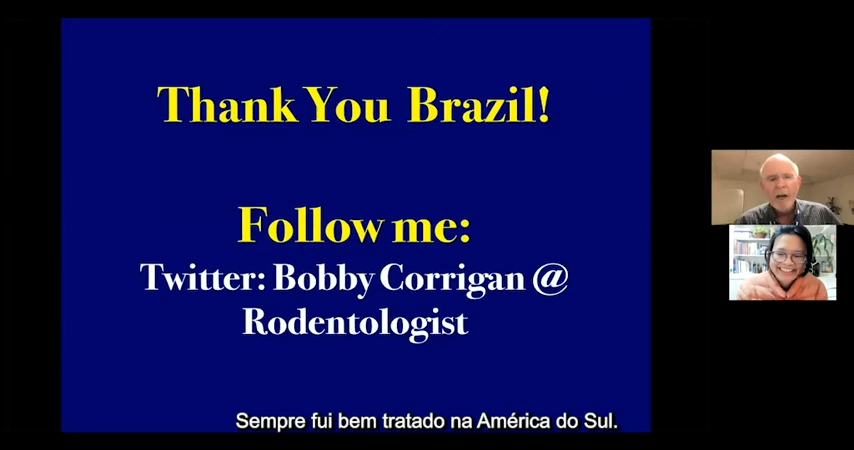 Thank You Brazil!
Follow me:
Twitter: Bobby Corrigan @
Rodentologist
Sempre fui bem tratado na América do Sul.